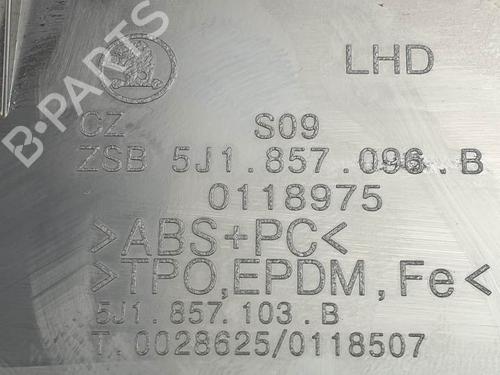 LHD
CZ S09
ZSB 5J1.857.096.B
0118975
>ABS+PC<
>TPO,EPDM,Fe<
5J1.857.103.B
T.0028625/0118507
B-PARTS